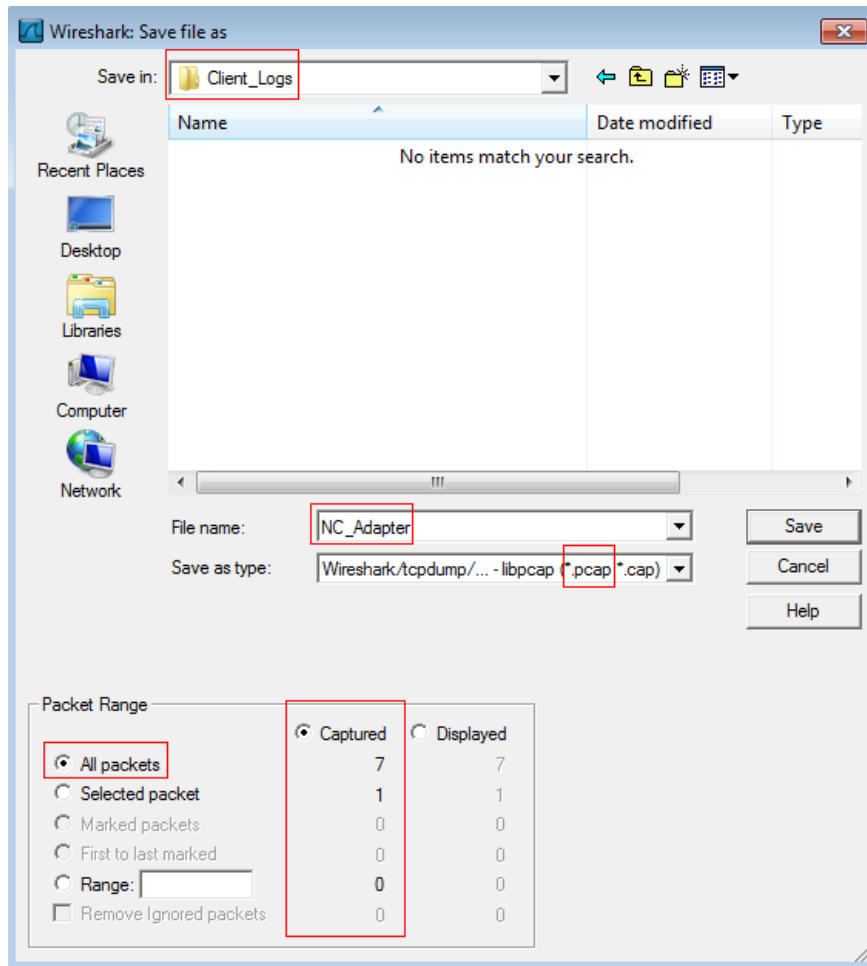 Wireshark: Save file as
Save in: Client_Logs
Name Date modified Type
No items match your search.
Recent Places
Desktop
Libraries
Computer
Network
File name: NC_Adapter Save
Save as type: Wireshark/tcpdump/... - libpcap (*.pcap *.cap) Cancel
Help
Packet Range
Captured Displayed
All packets 7 7
Selected packet 1 1
Marked packets 0 0
First to last marked 0 0
Range: 0 0
Remove Ignored packets 0 0